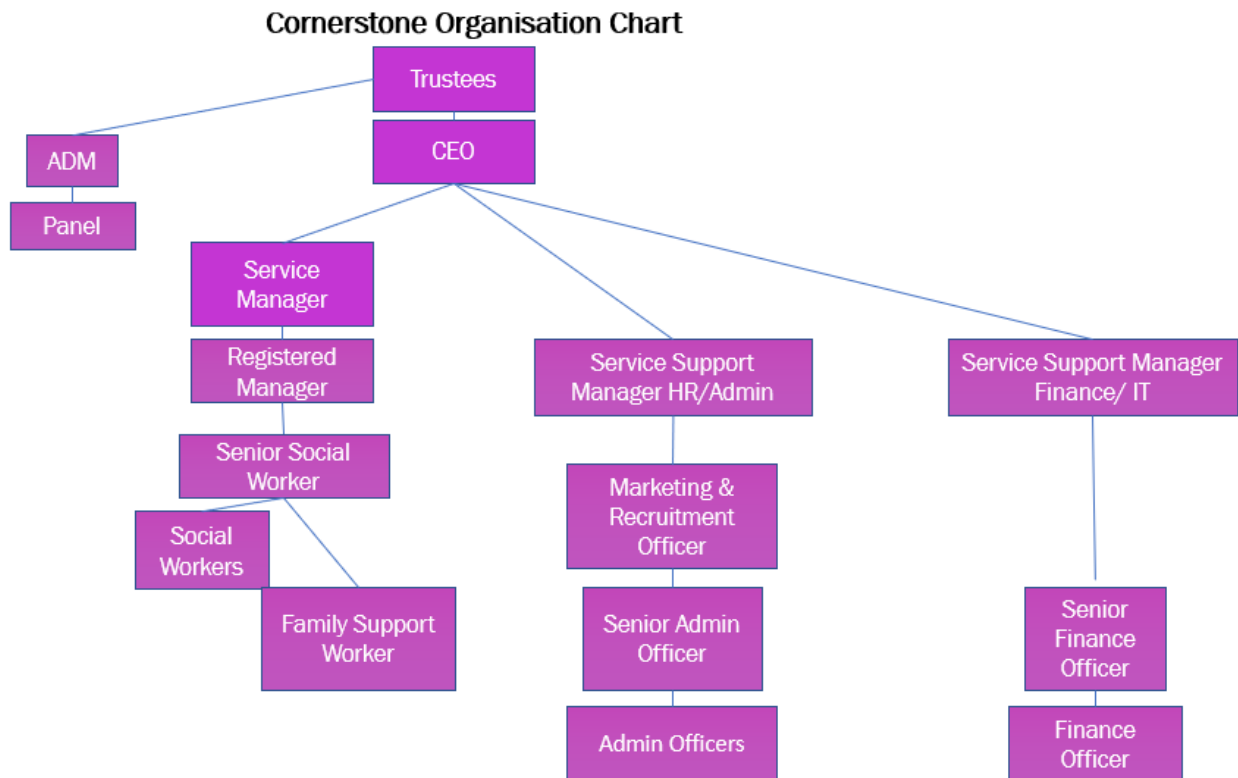 Cornerstone Organisation Chart
Trustees
ADM
CEO
Panel
Service
Manager
Registered
Manager
Service Support
Manager HR/Admin
Service Support Manager
Finance/ IT
Senior Social
Worker
Marketing &
Recruitment
Officer
Social
Workers
Family Support
Worker
Senior Admin
Officer
Senior
Finance
Officer
Admin Officers
Finance
Officer